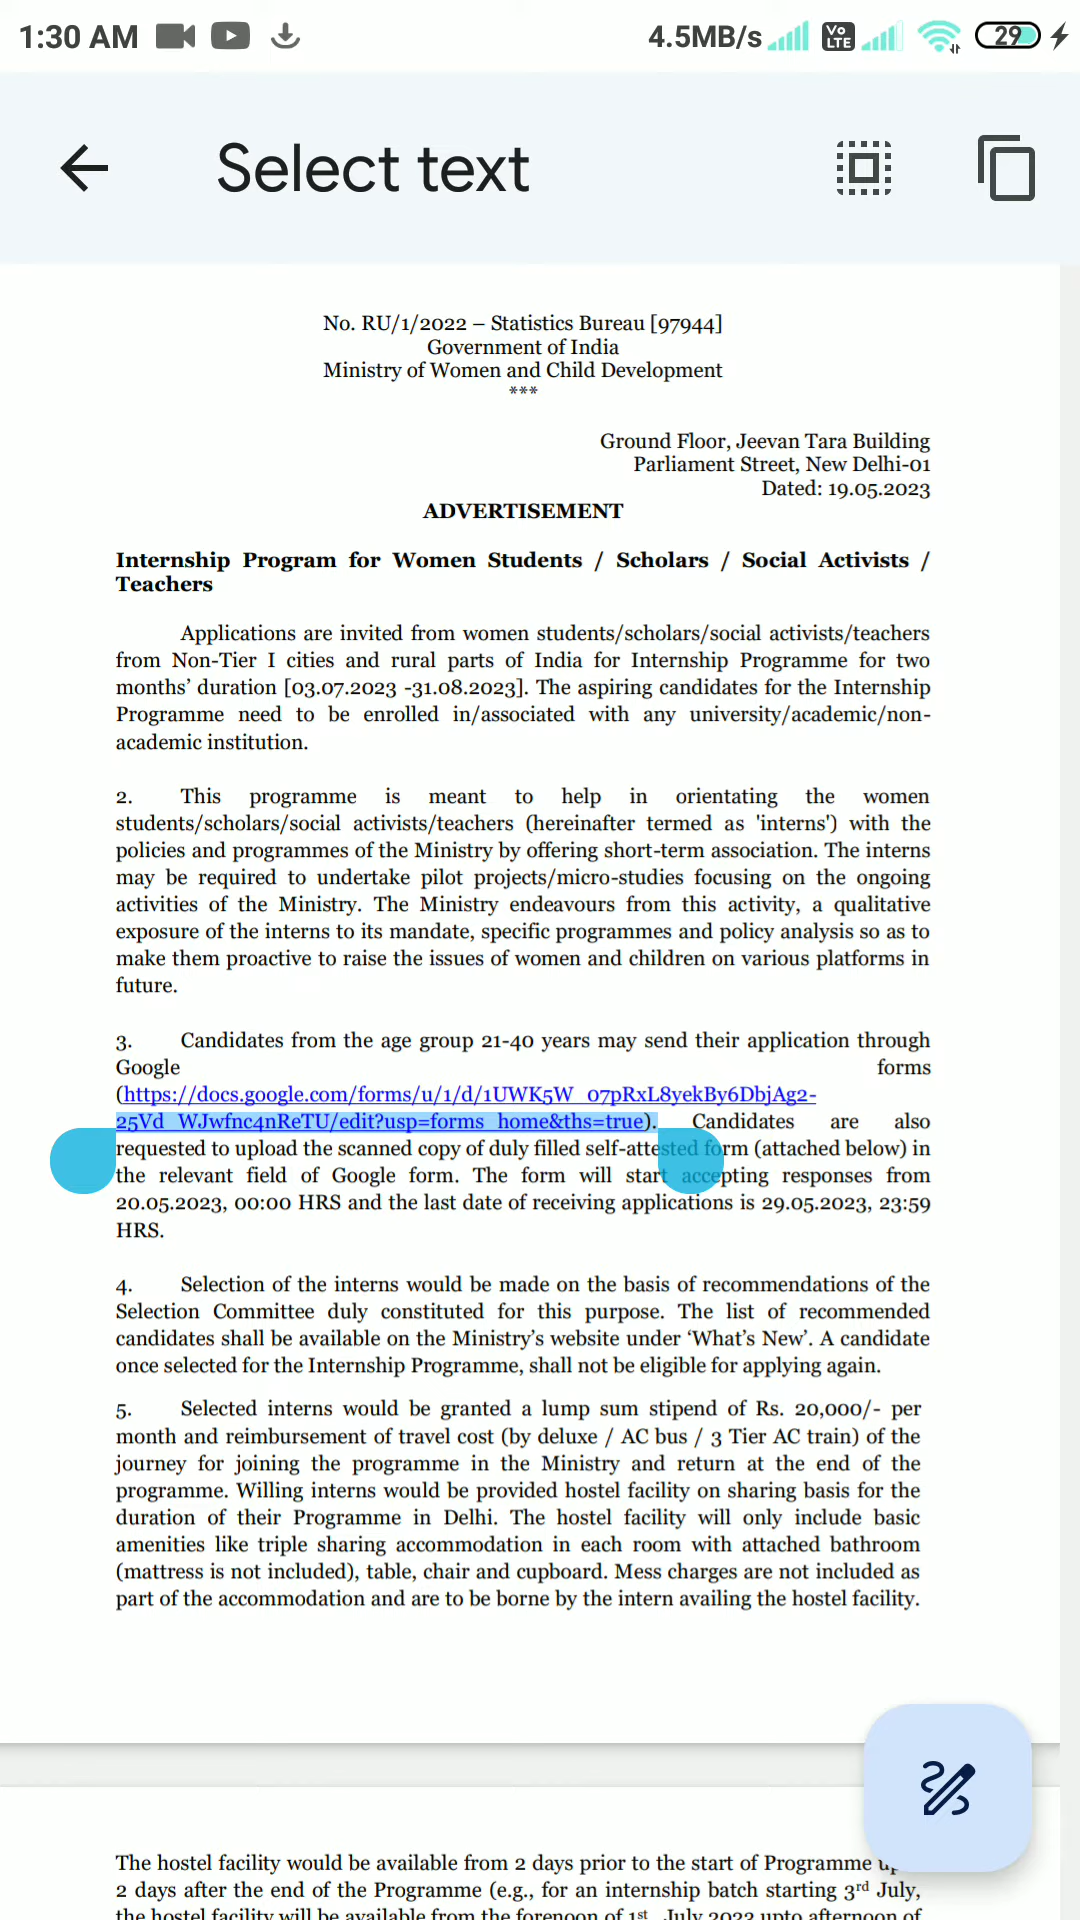 1:30 AM
4.5MB/s
Vo
LTE
29
Select text
No. RU/1/2022 – Statistics Bureau [97944]
Government of India
Ministry of Women and Child Development
***
Ground Floor, Jeevan Tara Building
Parliament Street, New Delhi-01
Dated: 19.05.2023
ADVERTISEMENT
Internship Program for Women Students / Scholars / Social Activists /
Teachers
Applications are invited from women students/scholars/social activists/teachers
from Non-Tier I cities and rural parts of India for Internship Programme for two
months’ duration [03.07.2023 -31.08.2023]. The aspiring candidates for the Internship
Programme need to be enrolled in/associated with any university/academic/non-
academic institution.
2. This programme is meant to help in orientating the women
students/scholars/social activists/teachers (hereinafter termed as 'interns') with the
policies and programmes of the Ministry by offering short-term association. The interns
may be required to undertake pilot projects/micro-studies focusing on the ongoing
activities of the Ministry. The Ministry endeavours from this activity, a qualitative
exposure of the interns to its mandate, specific programmes and policy analysis so as to
make them proactive to raise the issues of women and children on various platforms in
future.
3. Candidates from the age group 21-40 years may send their application through
Google forms
(https://docs.google.com/forms/u/1/d/1UWK5W_07pRxL8yekBy6DbjAg2-
25Vd_WJwfnc4nReTU/edit?usp=forms_home&ths=true). Candidates are also
requested to upload the scanned copy of duly filled self-attested form (attached below) in
the relevant field of Google form. The form will start accepting responses from
20.05.2023, 00:00 HRS and the last date of receiving applications is 29.05.2023, 23:59
HRS.
4. Selection of the interns would be made on the basis of recommendations of the
Selection Committee duly constituted for this purpose. The list of recommended
candidates shall be available on the Ministry’s website under ‘What’s New’. A candidate
once selected for the Internship Programme, shall not be eligible for applying again.
5. Selected interns would be granted a lump sum stipend of Rs. 20,000/- per
month and reimbursement of travel cost (by deluxe / AC bus / 3 Tier AC train) of the
journey for joining the programme in the Ministry and return at the end of the
programme. Willing interns would be provided hostel facility on sharing basis for the
duration of their Programme in Delhi. The hostel facility will only include basic
amenities like triple sharing accommodation in each room with attached bathroom
(mattress is not included), table, chair and cupboard. Mess charges are not included as
part of the accommodation and are to be borne by the intern availing the hostel facility.
The hostel facility would be available from 2 days prior to the start of Programme
2 days after the end of the Programme (e.g., for an internship batch starting 3rd July,
the hostel facility will be available from the forenoon of 1st July 2023 upto afternoon of